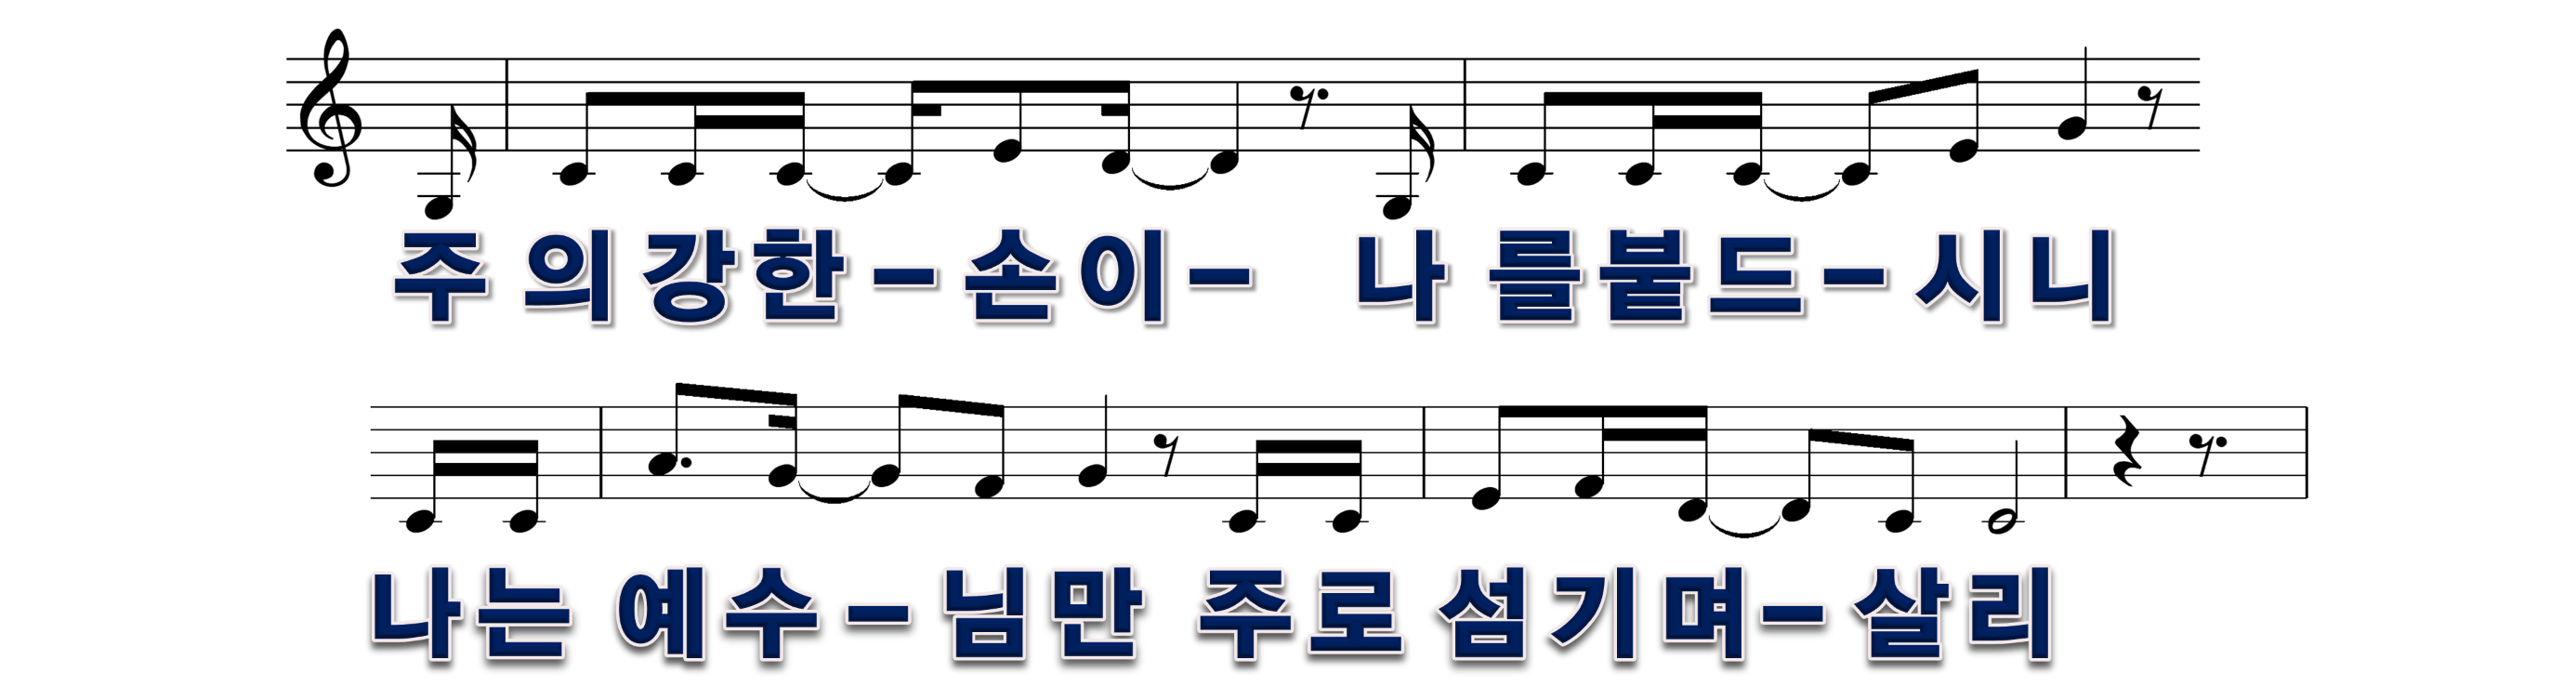 주 의강한-손이- 나 를붙드-시니
나는 예수-님만 주로 섬기며-살리